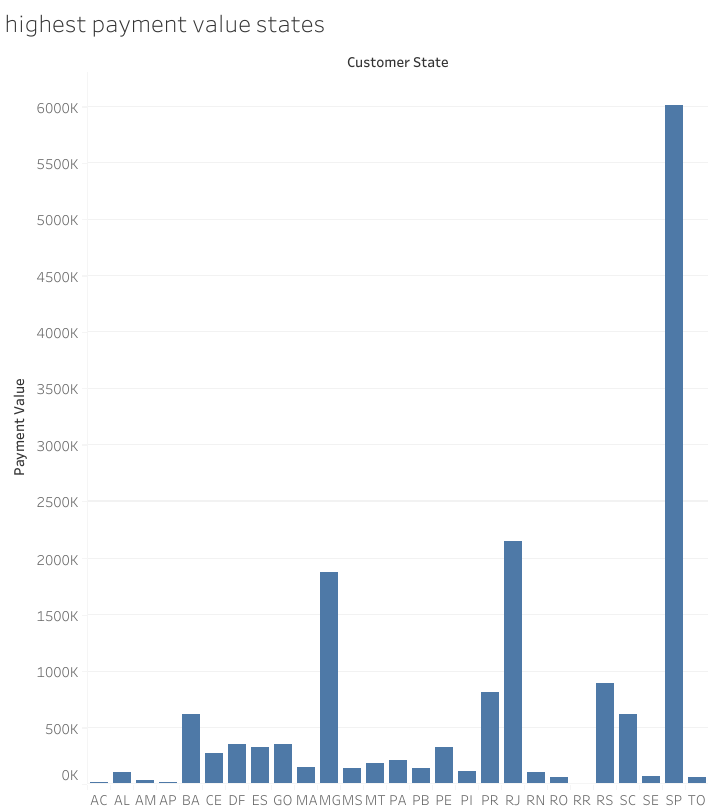 highest payment value states
Customer State
Payment Value
6000K
5500K
5000K
4500K
4000K
3500K
3000K
2500K
2000K
1500K
1000K
500K
0K
AC AL AM AP BA CE DF ES GO MA MG MS MT PA PB PE PI PR RJ RN RO RR RS SC SE SP TO